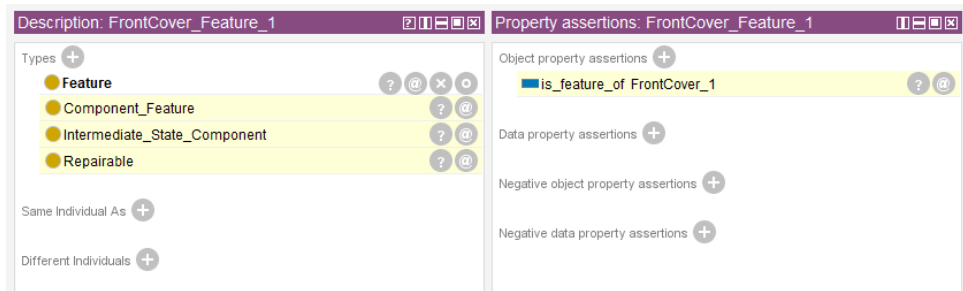 Description: FrontCover_Feature_1
Types
Feature
Component_Feature
Intermediate_State_Component
Repairable
Same Individual As
Different Individuals
Property assertions: FrontCover_Feature_1
Object property assertions
is_feature_of FrontCover_1
Data property assertions
Negative object property assertions
Negative data property assertions